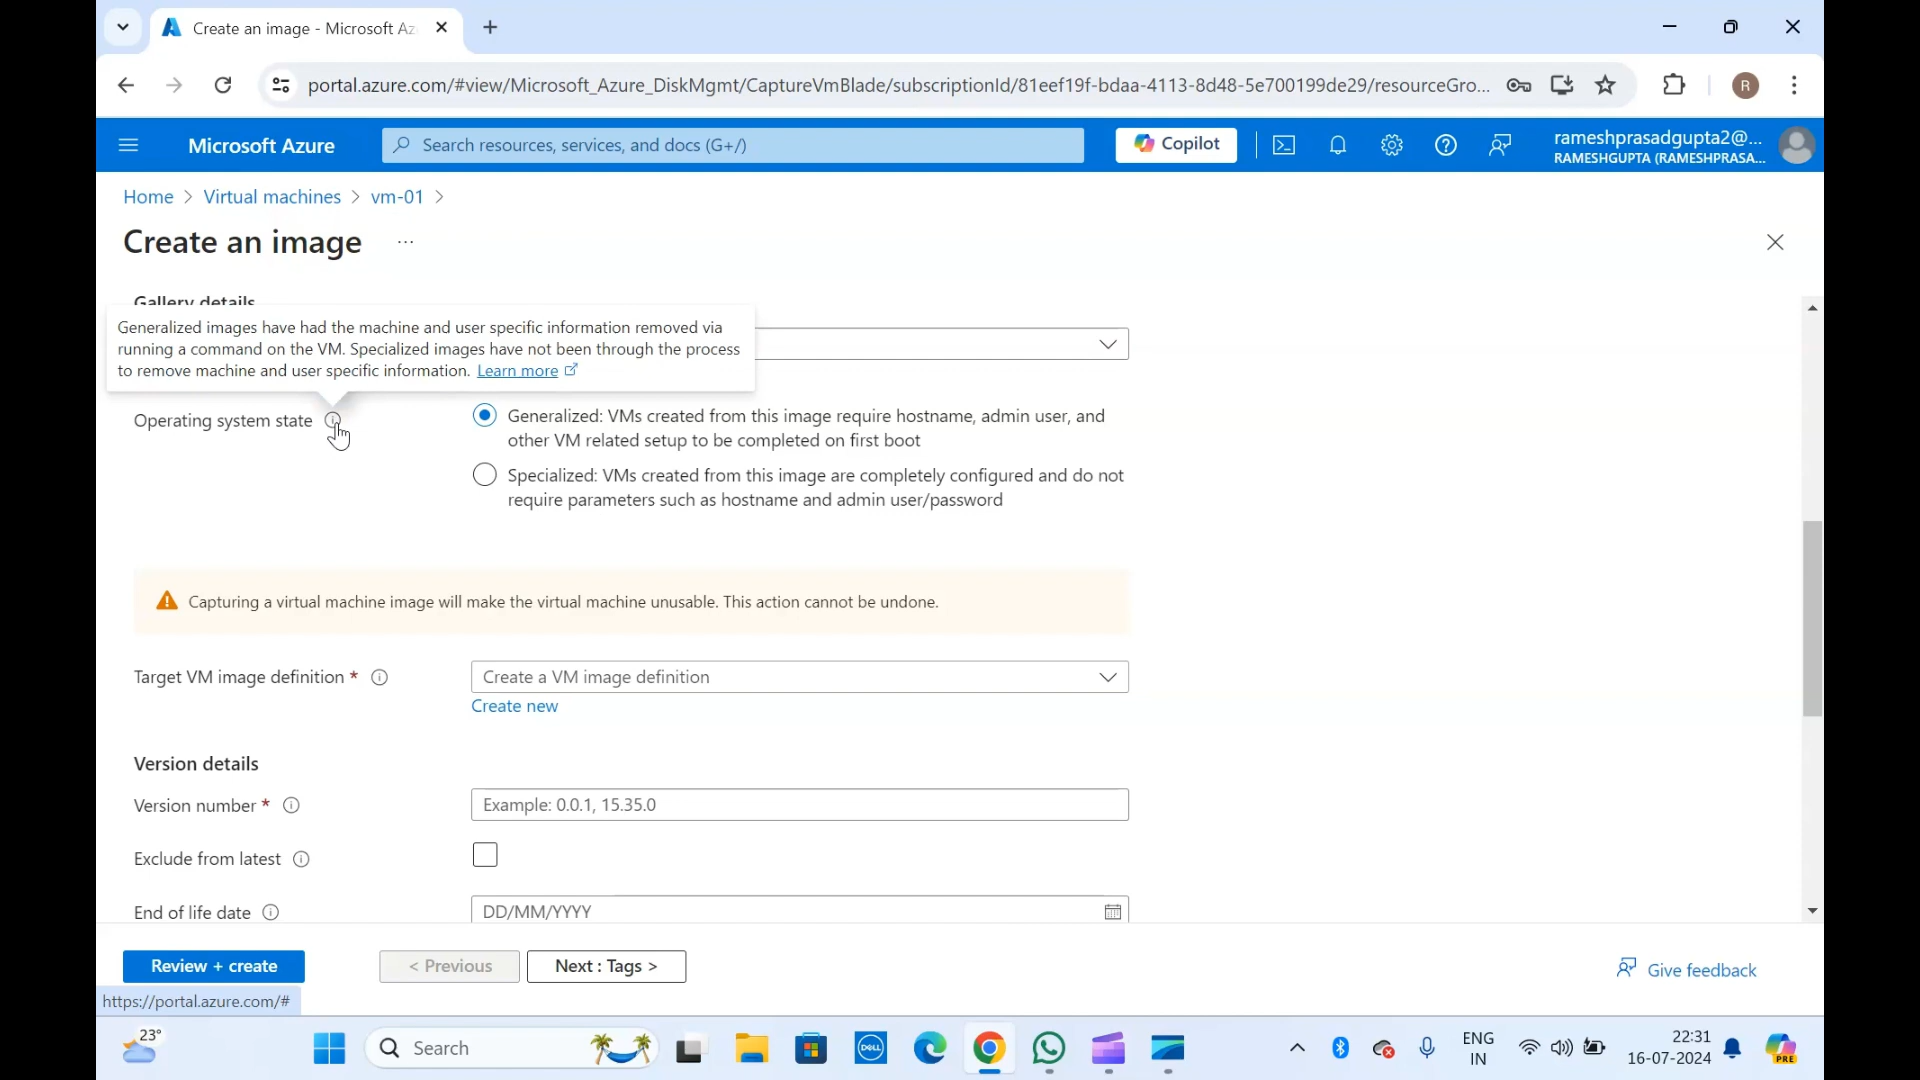 Create an image - Microsoft Az
portal.azure.com/#view/Microsoft_Azure_DiskMgmt/CaptureVmBlade/subscriptionId/81eef19f-bdaa-4113-8d48-5e700199de29/resourceGro...
R
Microsoft Azure
Search resources, services, and docs (G+/)
Copilot
rameshprasadgupta2@...
RAMESHGUPTA (RAMESHPRASA...
Home > Virtual machines > vm-01 >
Create an image ...
Gallery details
Generalized images have had the machine and user specific information removed via
running a command on the VM. Specialized images have not been through the process
to remove machine and user specific information. Learn more
Operating system state
Generalized: VMs created from this image require hostname, admin user, and
other VM related setup to be completed on first boot
Specialized: VMs created from this image are completely configured and do not
require parameters such as hostname and admin user/password
Capturing a virtual machine image will make the virtual machine unusable. This action cannot be undone.
Target VM image definition *
Create a VM image definition
Create new
Version details
Version number *
Example: 0.0.1, 15.35.0
Exclude from latest
End of life date
DD/MM/YYYY
Review + create
< Previous
Next : Tags >
Give feedback
https://portal.azure.com/#
23°
Search
DELL
ENG
IN
22:31
16-07-2024
PRE